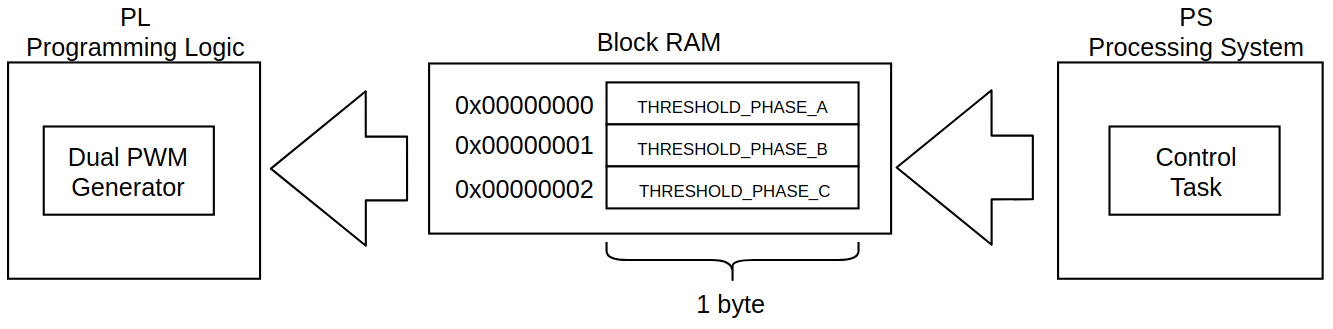 PL
Programming Logic
Dual PWM
Generator
Block RAM
0x00000000 THRESHOLD_PHASE_A
0x00000001 THRESHOLD_PHASE_B
0x00000002 THRESHOLD_PHASE_C
1 byte
PS
Processing System
Control
Task